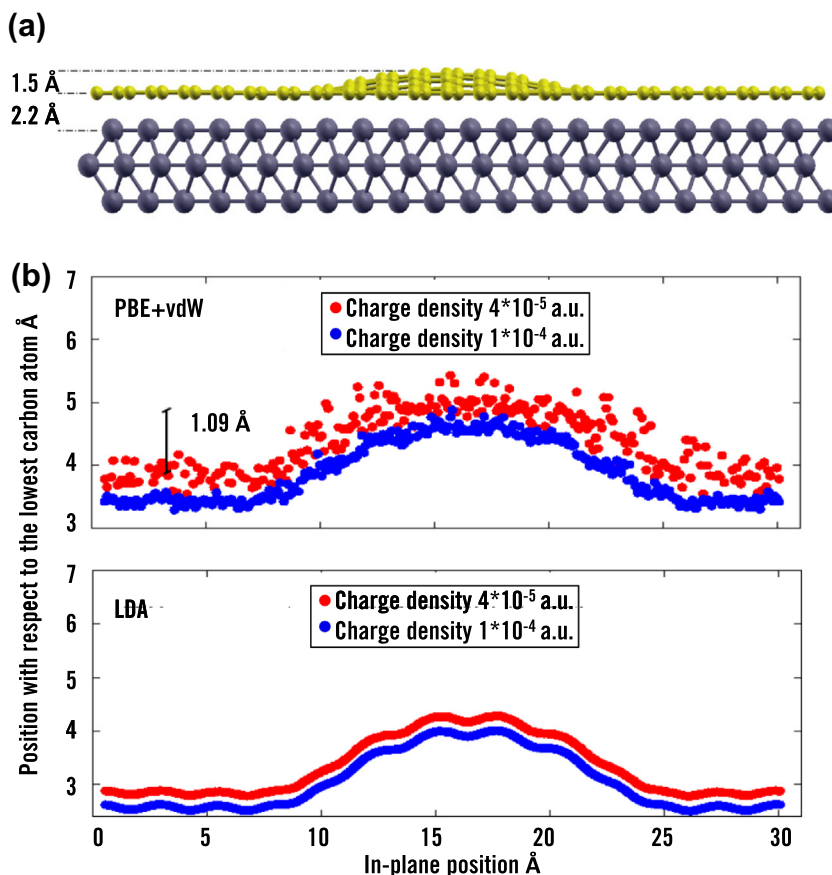 (a)
1.5 Å
2.2 Å
(b)
Position with respect to the lowest carbon atom Å
7
6
5
4
3
PBE+vdW
Charge density 4*10⁻⁵ a.u.
Charge density 1*10⁻⁴ a.u.
1.09 Å
7
6
5
4
3
LDA
Charge density 4*10⁻⁵ a.u.
Charge density 1*10⁻⁴ a.u.
0 5 10 15 20 25 30
In-plane position Å